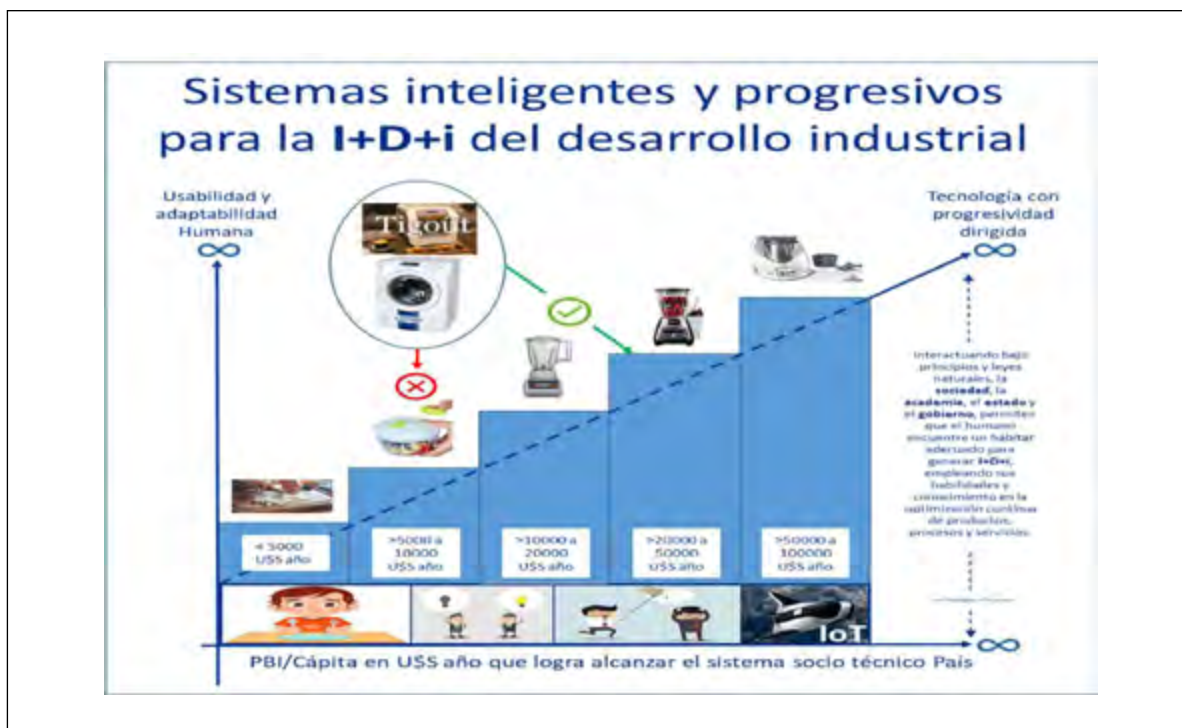 Sistemas inteligentes y progresivos
para la I+D+i del desarrollo industrial
Usabilidad y
adaptabilidad
Humana
∞
Tigoût
Tecnología con
progresividad
dirigida
∞
Interactuando bajo
principios y leyes
naturales, la
sociedad, la
academia, el estado y
el gobierno, permiten
que el humano
encuentre un hábitat
adecuado para
generar I+D+i,
empleando sus
habilidades y
conocimiento en la
optimización continua
de productos,
procesos y servicios.
< 5000
U$S año
>5000 a
10000
U$S año
>10000 a
20000
U$S año
>20000 a
50000
U$S año
>50000 a
100000
U$S año
IoT
∞
PBI/Cápita en U$S año que logra alcanzar el sistema socio técnico País